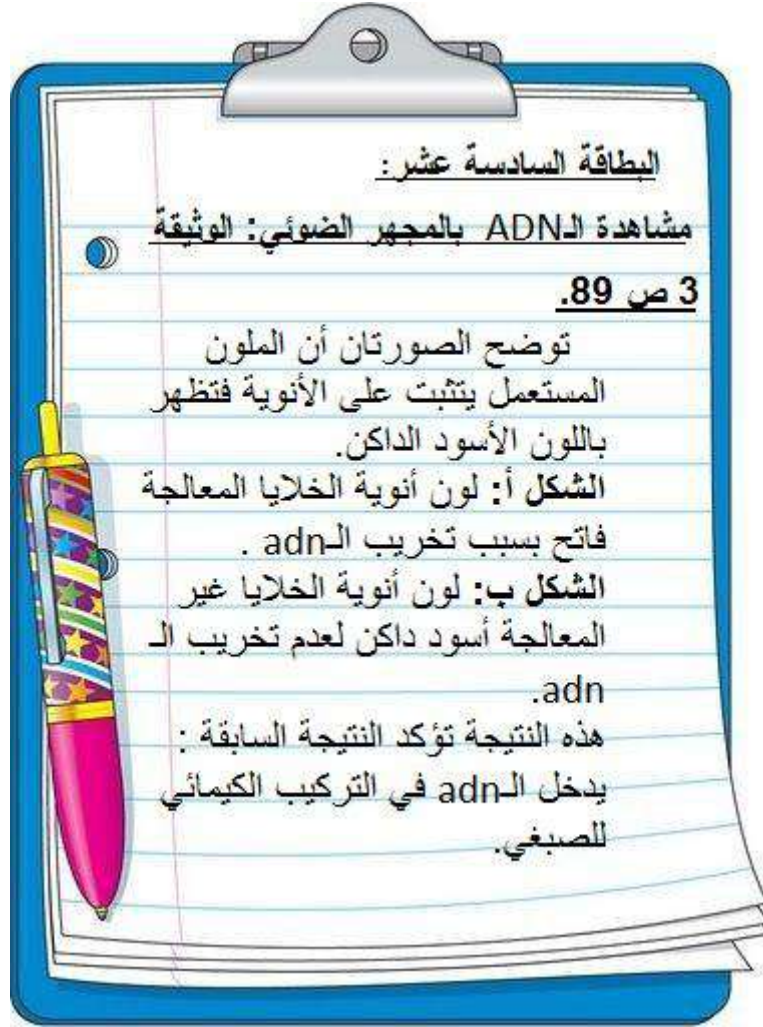 البطاقة السادسة عشر:
مشاهدة الـADN بالمجهر الضوئي: الوثيقة
3 ص 89.
توضح الصورتان أن الملون
المستعمل يتثبت على الأنوية فتظهر
باللون الأسود الداكن.
الشكل أ: لون أنوية الخلايا المعالجة
فاتح بسبب تخريب الـadn .
الشكل ب: لون أنوية الخلايا غير
المعالجة أسود داكن لعدم تخريب الـ
adn.
هذه النتيجة تؤكد النتيجة السابقة :
يدخل الـadn في التركيب الكيمائي
للصبغي.